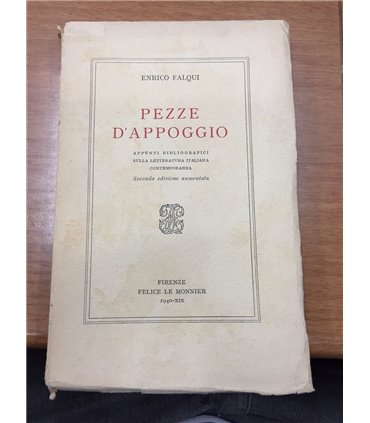 ENRICO FALQUI
PEZZE
D'APPOGGIO
APPUNTI BIBLIOGRAFICI
SULLA LETTERATURA ITALIANA
CONTEMPORANEA
Seconda edizione aumentata
FIRENZE
FELICE LE MONNIER
1940-XIX